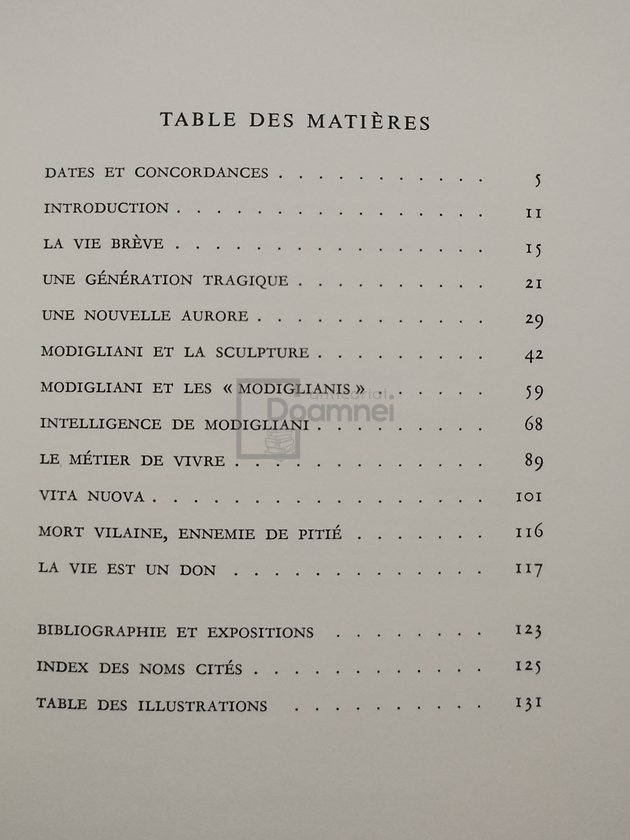 TABLE DES MATIÈRES
DATES ET CONCORDANCES . . . . . . . . . . . 5
INTRODUCTION . . . . . . . . . . . . . . . . 11
LA VIE BRÈVE . . . . . . . . . . . . . . . . 15
UNE GÉNÉRATION TRAGIQUE . . . . . . . . . . 21
UNE NOUVELLE AURORE . . . . . . . . . . . . 29
MODIGLIANI ET LA SCULPTURE . . . . . . . . . 42
MODIGLIANI ET LES « MODIGLIANIS » . . . . . . 59
INTELLIGENCE DE MODIGLIANI . . . . . . . . . 68
LE MÉTIER DE VIVRE . . . . . . . . . . . . . 89
VITA NUOVA . . . . . . . . . . . . . . . . . 101
MORT VILAINE, ENNEMIE DE PITIÉ . . . . . . . 116
LA VIE EST UN DON . . . . . . . . . . . . . 117
BIBLIOGRAPHIE ET EXPOSITIONS . . . . . . . . 123
INDEX DES NOMS CITÉS . . . . . . . . . . . . 125
TABLE DES ILLUSTRATIONS . . . . . . . . . . 131
anticariat
Doamnei